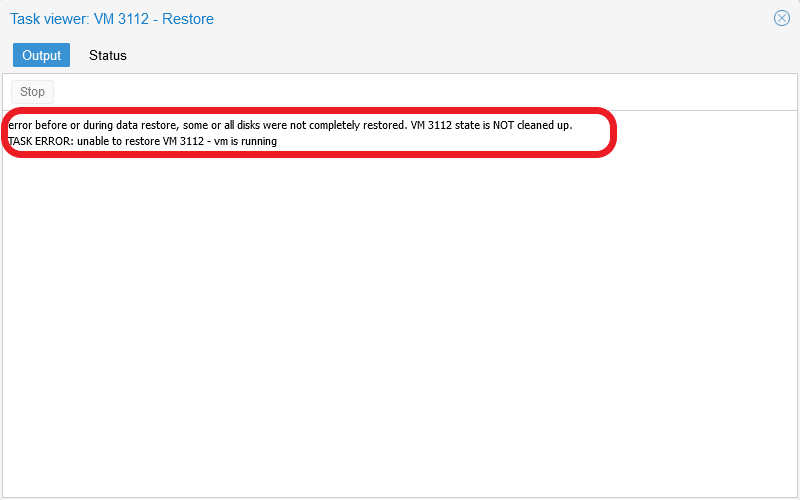 Task viewer: VM 3112 - Restore
Output Status
Stop
error before or during data restore, some or all disks were not completely restored. VM 3112 state is NOT cleaned up.
TASK ERROR: unable to restore VM 3112 - vm is running